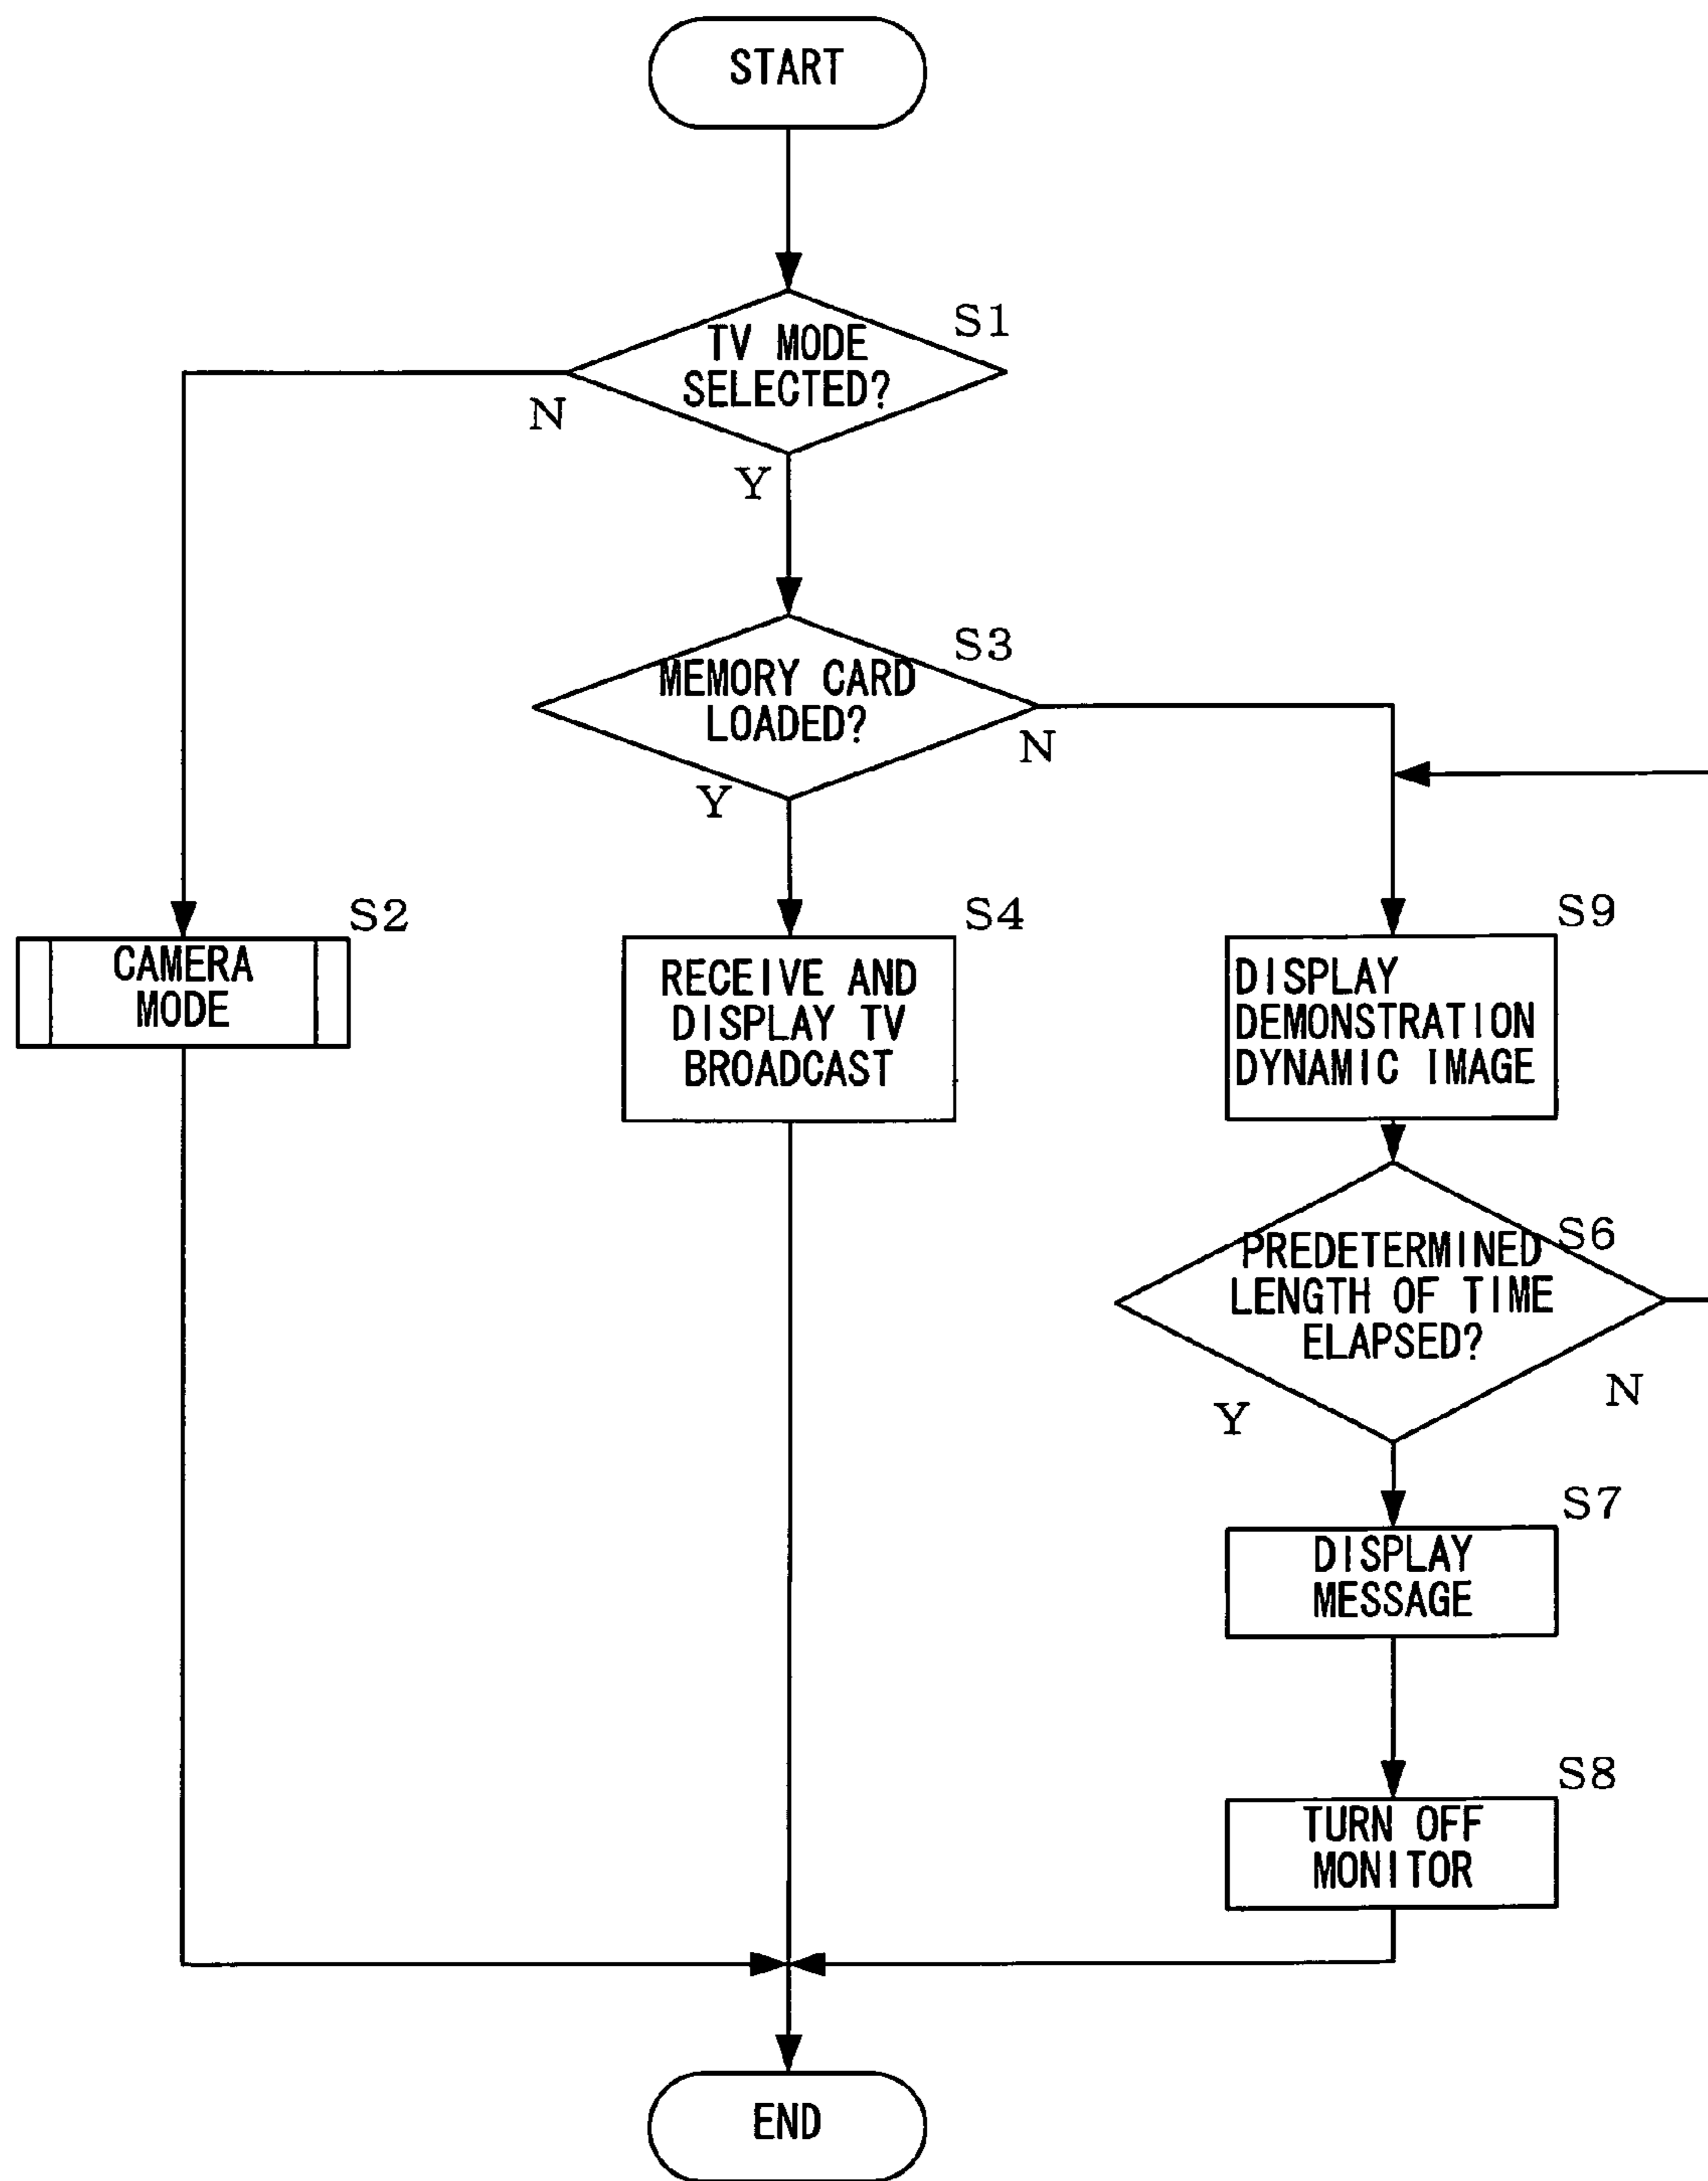 START
S1
TV MODE
SELECTED?
N
Y
S3
MEMORY CARD
LOADED?
N
Y
S2
CAMERA
MODE
S4
RECEIVE AND
DISPLAY TV
BROADCAST
S9
DISPLAY
DEMONSTRATION
DYNAMIC IMAGE
S6
PREDETERMINED
LENGTH OF TIME
ELAPSED?
N
Y
S7
DISPLAY
MESSAGE
S8
TURN OFF
MONITOR
END